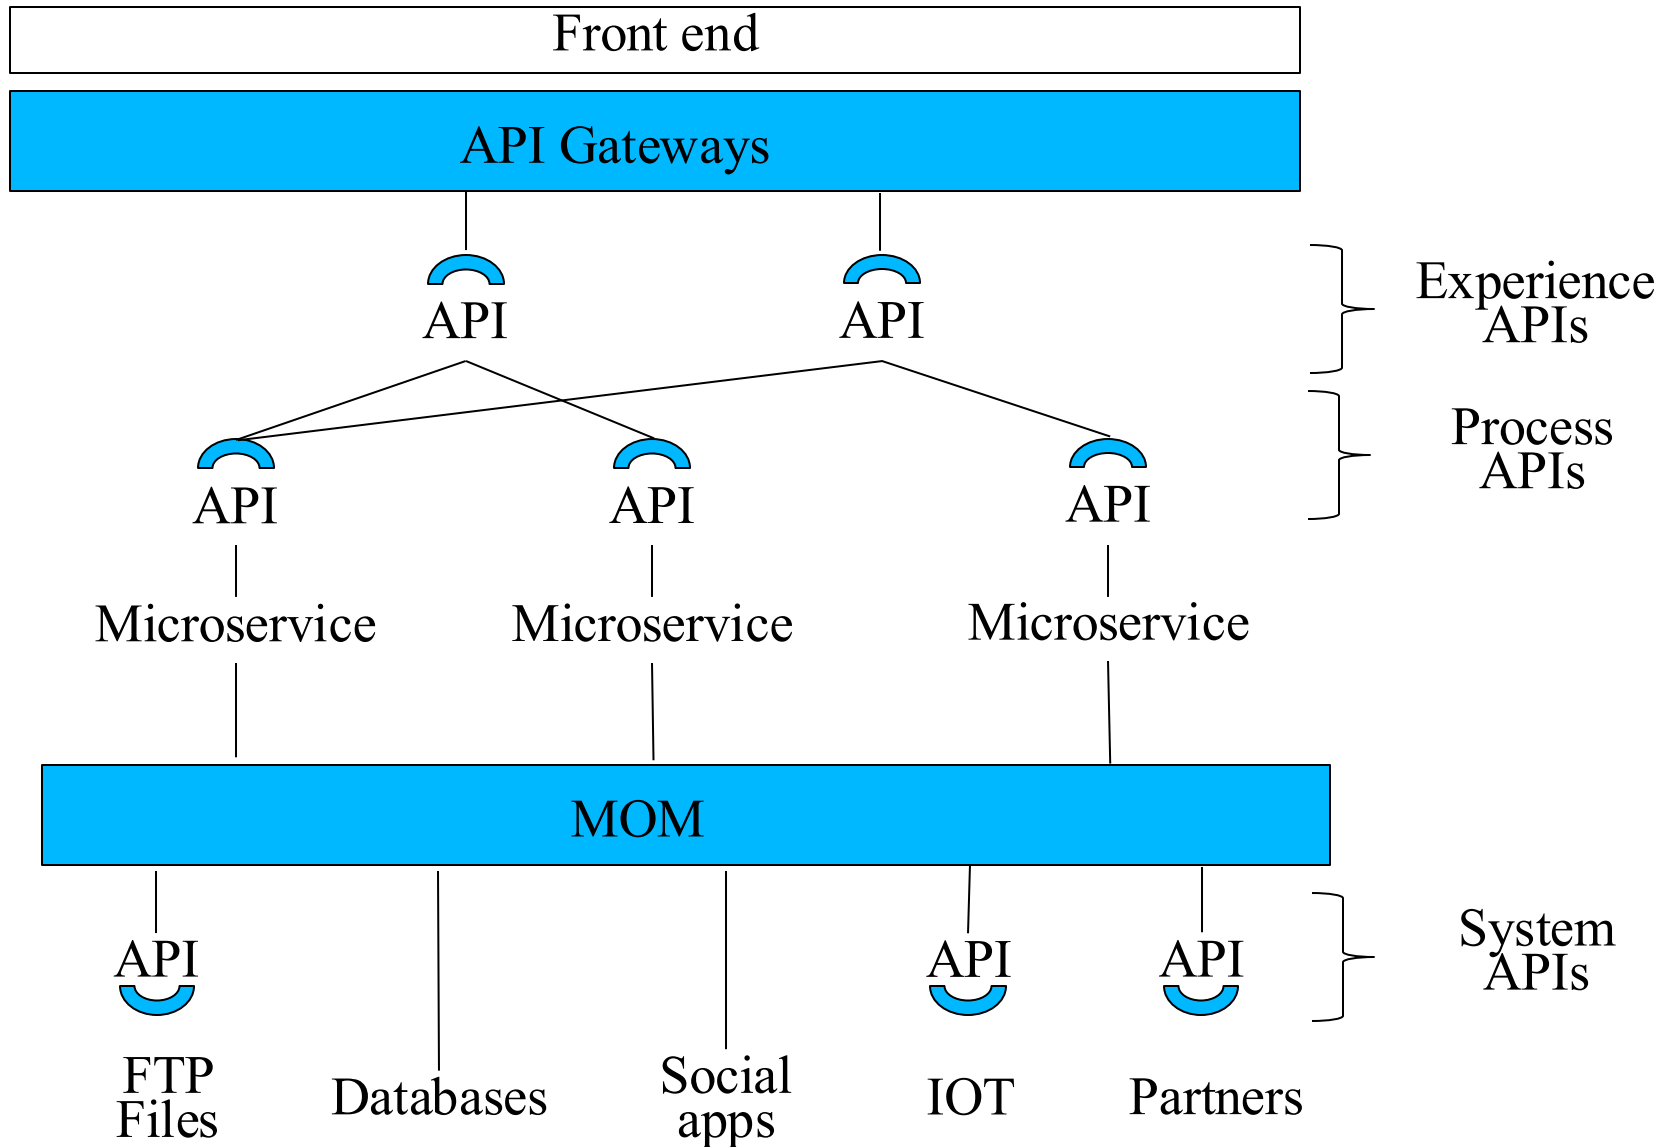 Front end
API Gateways
API
API
Experience
APIs
API
API
API
Process
APIs
Microservice
Microservice
Microservice
MOM
API
API
API
System
APIs
FTP
Files
Databases
Social
apps
IOT
Partners